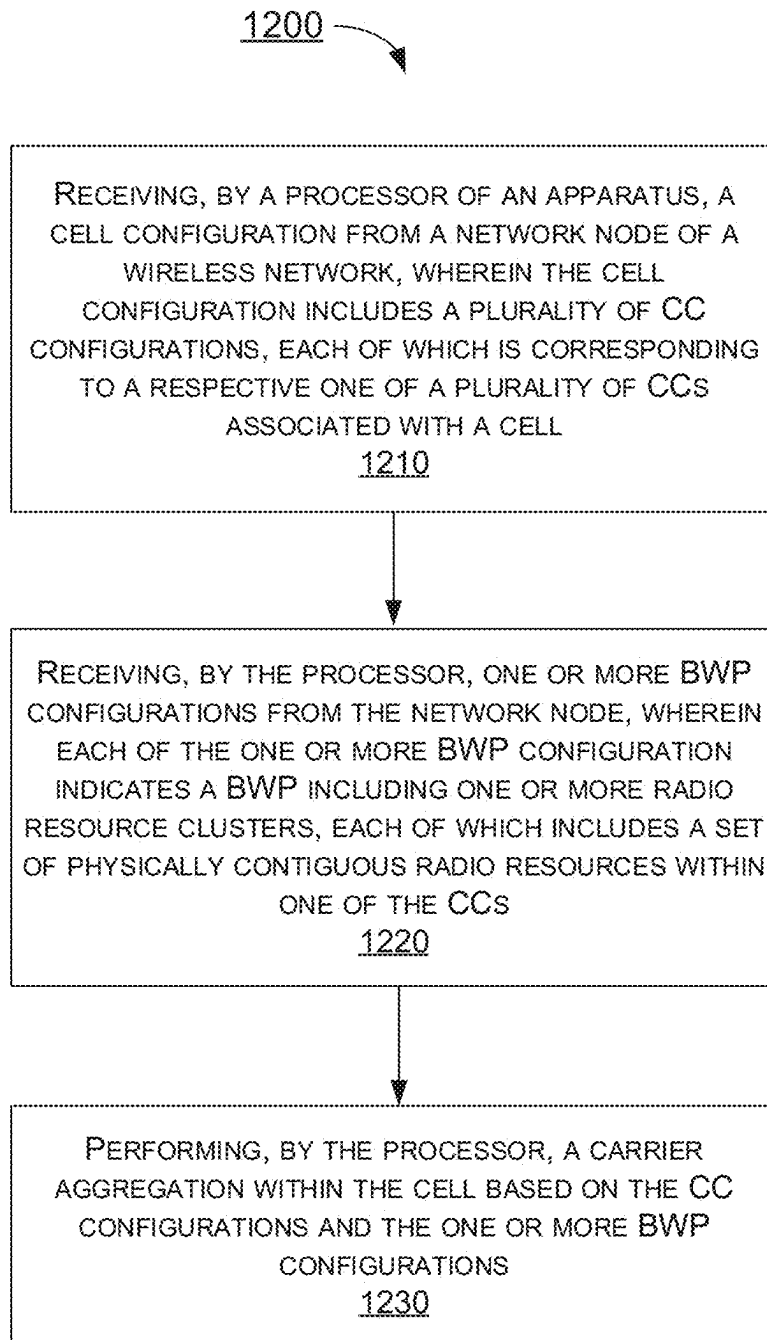 1200
RECEIVING, BY A PROCESSOR OF AN APPARATUS, A
CELL CONFIGURATION FROM A NETWORK NODE OF A
WIRELESS NETWORK, WHEREIN THE CELL
CONFIGURATION INCLUDES A PLURALITY OF CC
CONFIGURATIONS, EACH OF WHICH IS CORRESPONDING
TO A RESPECTIVE ONE OF A PLURALITY OF CCS
ASSOCIATED WITH A CELL
1210
RECEIVING, BY THE PROCESSOR, ONE OR MORE BWP
CONFIGURATIONS FROM THE NETWORK NODE, WHEREIN
EACH OF THE ONE OR MORE BWP CONFIGURATION
INDICATES A BWP INCLUDING ONE OR MORE RADIO
RESOURCE CLUSTERS, EACH OF WHICH INCLUDES A SET
OF PHYSICALLY CONTIGUOUS RADIO RESOURCES WITHIN
ONE OF THE CCS
1220
PERFORMING, BY THE PROCESSOR, A CARRIER
AGGREGATION WITHIN THE CELL BASED ON THE CC
CONFIGURATIONS AND THE ONE OR MORE BWP
CONFIGURATIONS
1230